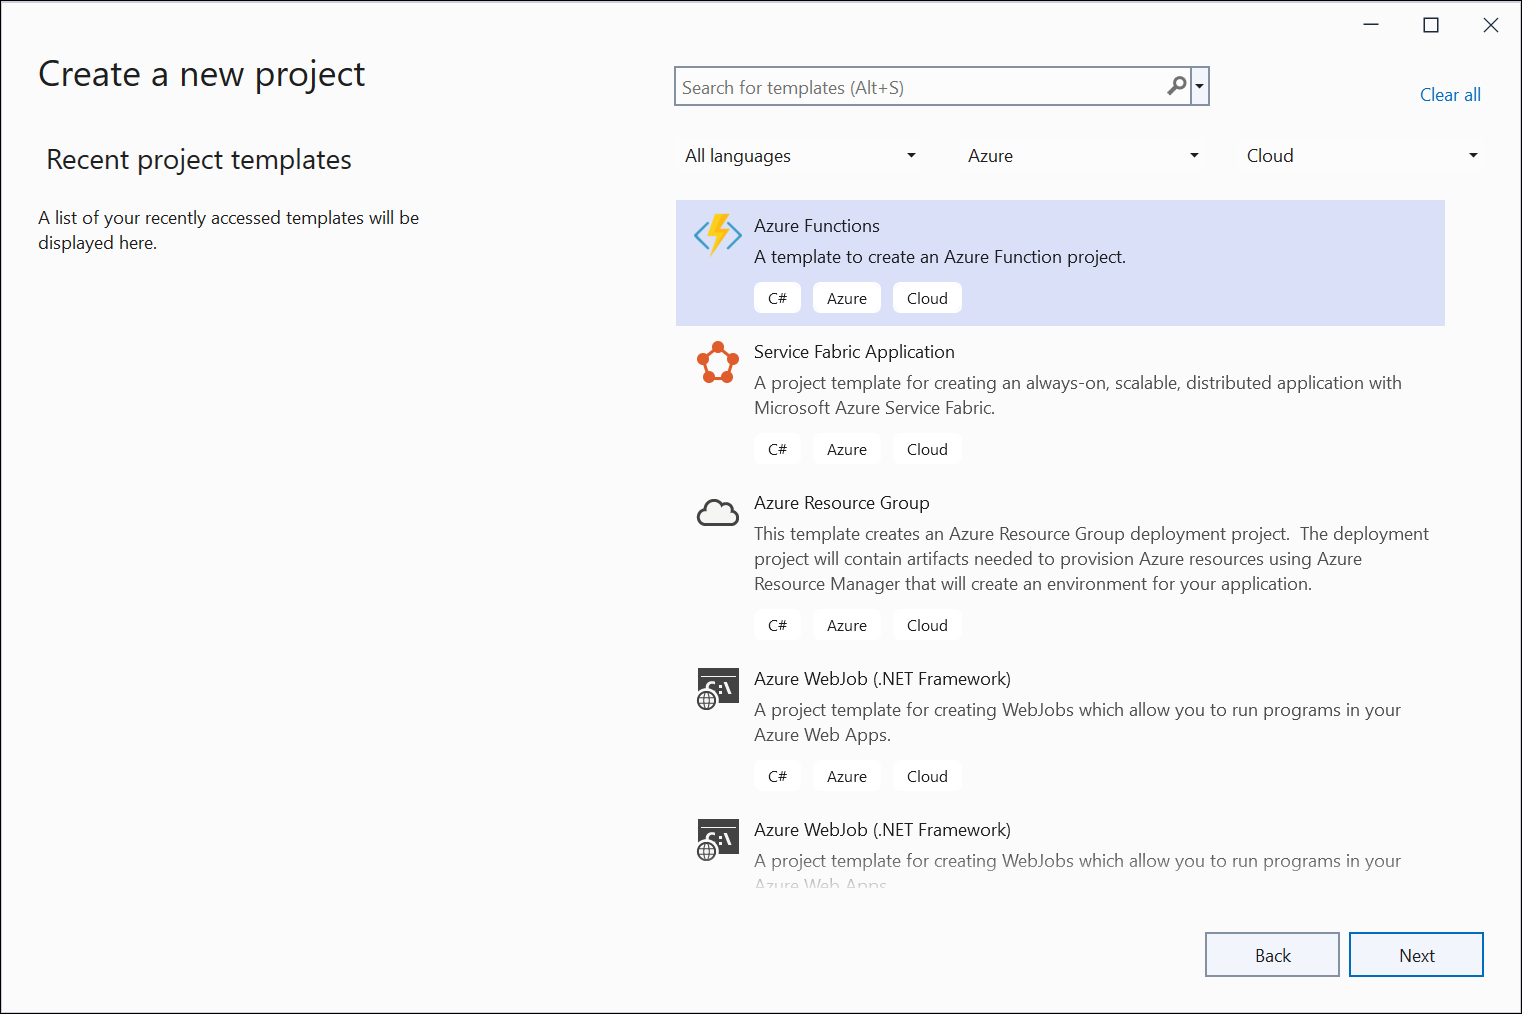 Create a new project
Search for templates (Alt+S)
Clear all
Recent project templates
All languages
Azure
Cloud
A list of your recently accessed templates will be
displayed here.
Azure Functions
A template to create an Azure Function project.
C#
Azure
Cloud
Service Fabric Application
A project template for creating an always-on, scalable, distributed application with
Microsoft Azure Service Fabric.
C#
Azure
Cloud
Azure Resource Group
This template creates an Azure Resource Group deployment project.  The deployment
project will contain artifacts needed to provision Azure resources using Azure
Resource Manager that will create an environment for your application.
C#
Azure
Cloud
Azure WebJob (.NET Framework)
A project template for creating WebJobs which allow you to run programs in your
Azure Web Apps.
C#
Azure
Cloud
Azure WebJob (.NET Framework)
A project template for creating WebJobs which allow you to run programs in your
Azure Web Apps.
Back
Next